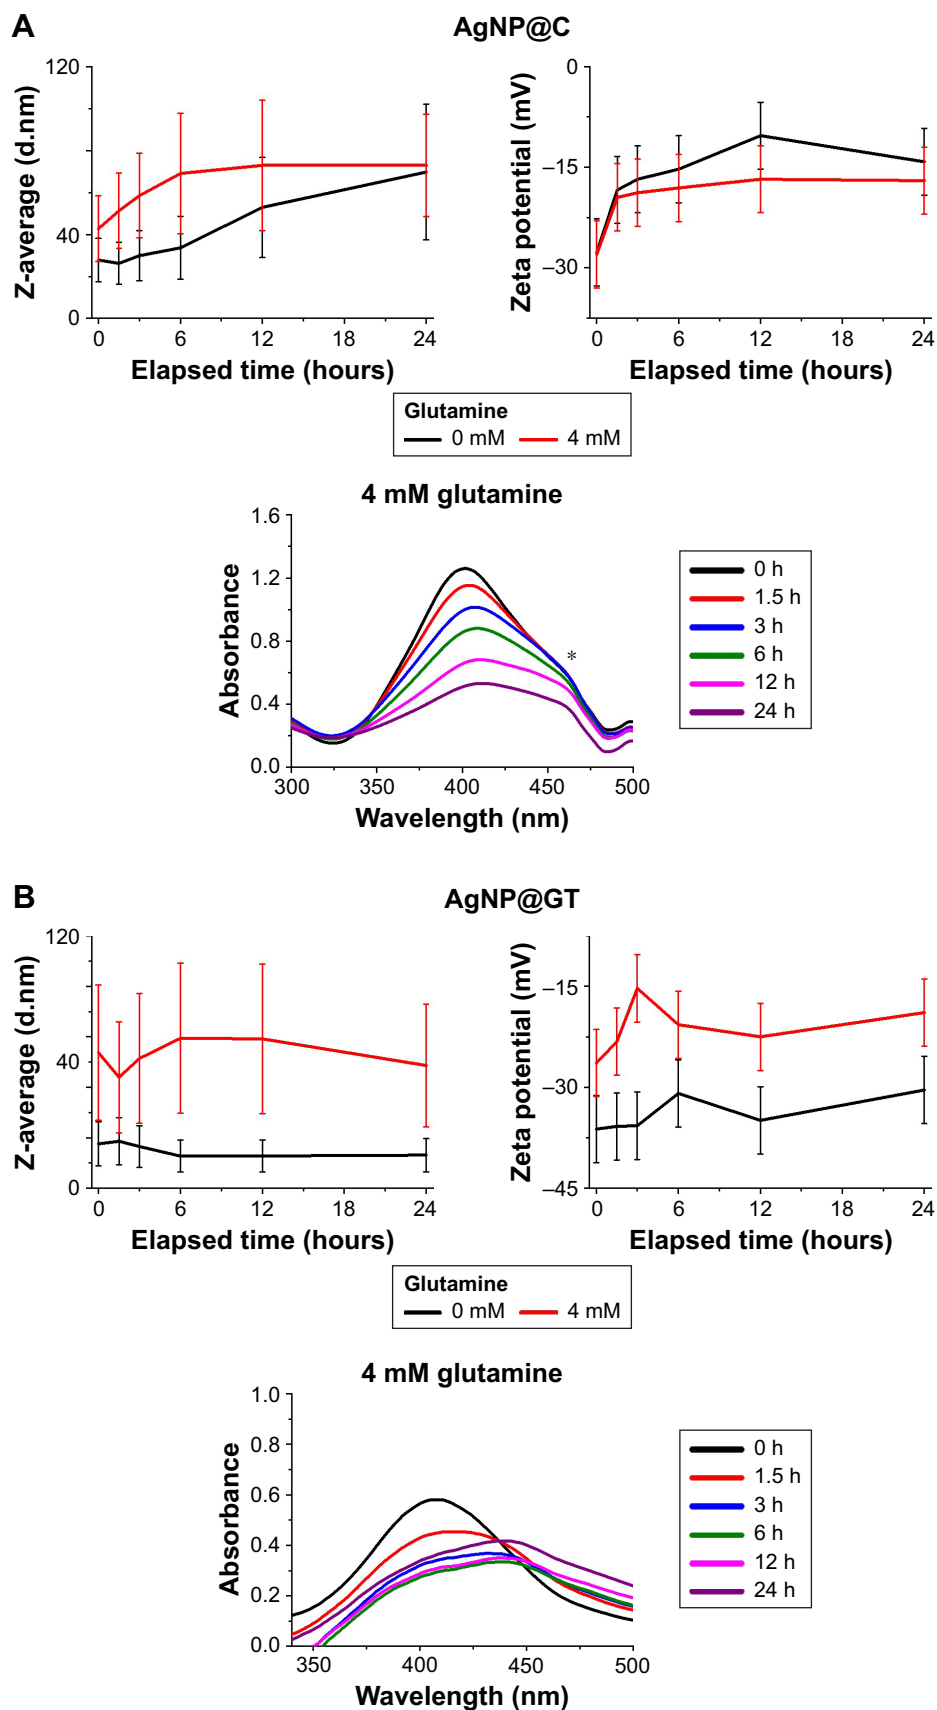 A
AgNP@C
120
40
0
Z-average (d.nm)
0 6 12 18 24
Elapsed time (hours)
0
–15
–30
Zeta potential (mV)
0 6 12 18 24
Elapsed time (hours)
Glutamine
0 mM 4 mM
4 mM glutamine
1.6
1.2
0.8
0.4
0.0
Absorbance
*
300 350 400 450 500
Wavelength (nm)
0 h
1.5 h
3 h
6 h
12 h
24 h
B
AgNP@GT
120
40
0
Z-average (d.nm)
0 6 12 18 24
Elapsed time (hours)
–15
–30
–45
Zeta potential (mV)
0 6 12 18 24
Elapsed time (hours)
Glutamine
0 mM 4 mM
4 mM glutamine
1.0
0.8
0.6
0.4
0.2
0.0
Absorbance
350 400 450 500
Wavelength (nm)
0 h
1.5 h
3 h
6 h
12 h
24 h